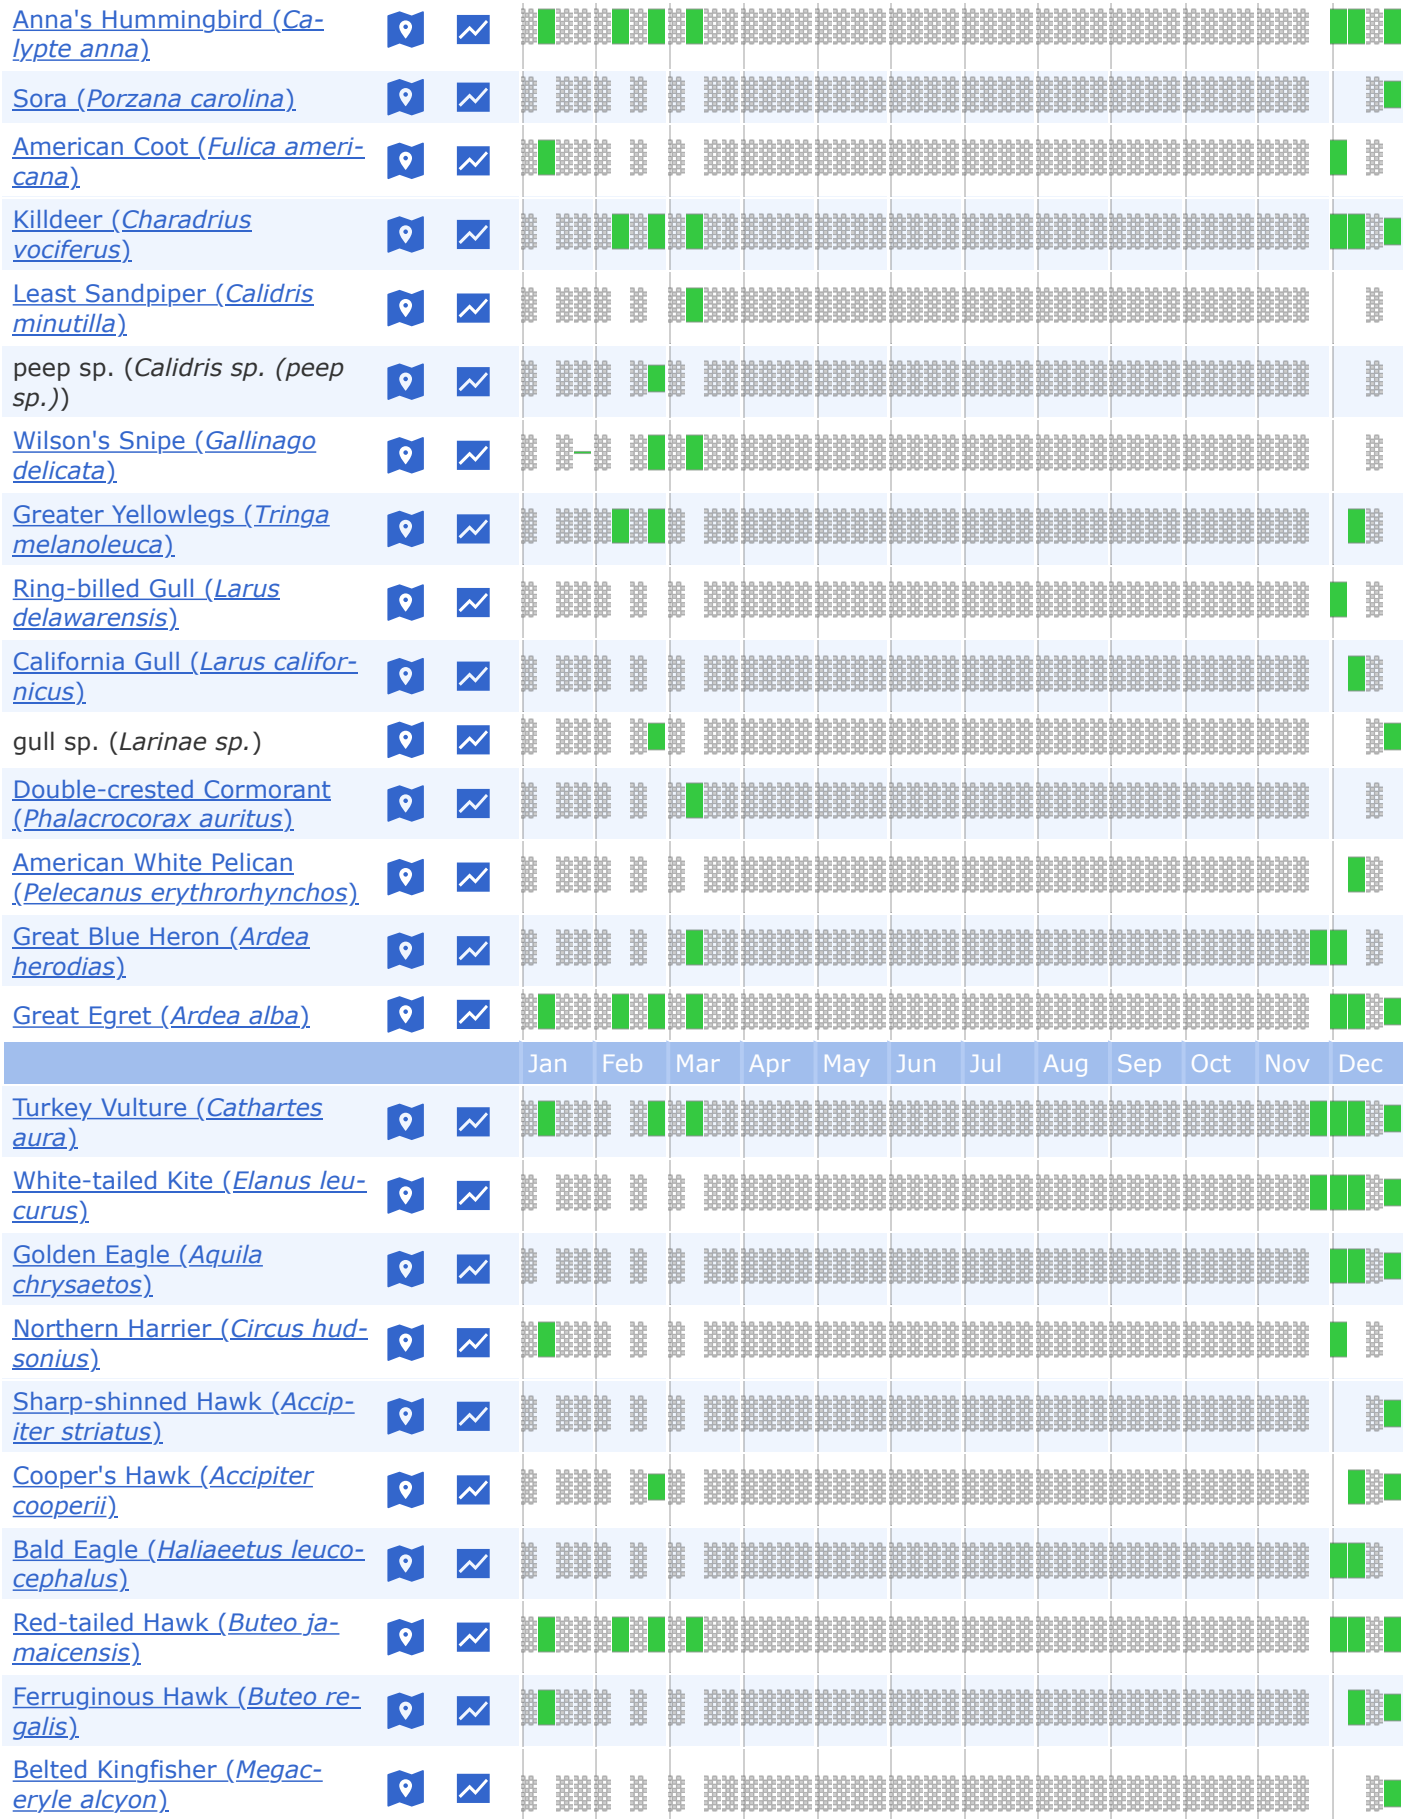 Anna's Hummingbird (Ca-
lypte anna)
Sora (Porzana carolina)
American Coot (Fulica ameri-
cana)
Killdeer (Charadrius
vociferus)
Least Sandpiper (Calidris
minutilla)
peep sp. (Calidris sp. (peep
sp.))
Wilson's Snipe (Gallinago
delicata)
Greater Yellowlegs (Tringa
melanoleuca)
Ring-billed Gull (Larus
delawarensis)
California Gull (Larus califor-
nicus)
gull sp. (Larinae sp.)
Double-crested Cormorant
(Phalacrocorax auritus)
American White Pelican
(Pelecanus erythrorhynchos)
Great Blue Heron (Ardea
herodias)
Great Egret (Ardea alba)
Jan Feb Mar Apr May Jun Jul Aug Sep Oct Nov Dec
Turkey Vulture (Cathartes
aura)
White-tailed Kite (Elanus leu-
curus)
Golden Eagle (Aquila
chrysaetos)
Northern Harrier (Circus hud-
sonius)
Sharp-shinned Hawk (Accip-
iter striatus)
Cooper's Hawk (Accipiter
cooperii)
Bald Eagle (Haliaeetus leuco-
cephalus)
Red-tailed Hawk (Buteo ja-
maicensis)
Ferruginous Hawk (Buteo re-
galis)
Belted Kingfisher (Megac-
eryle alcyon)